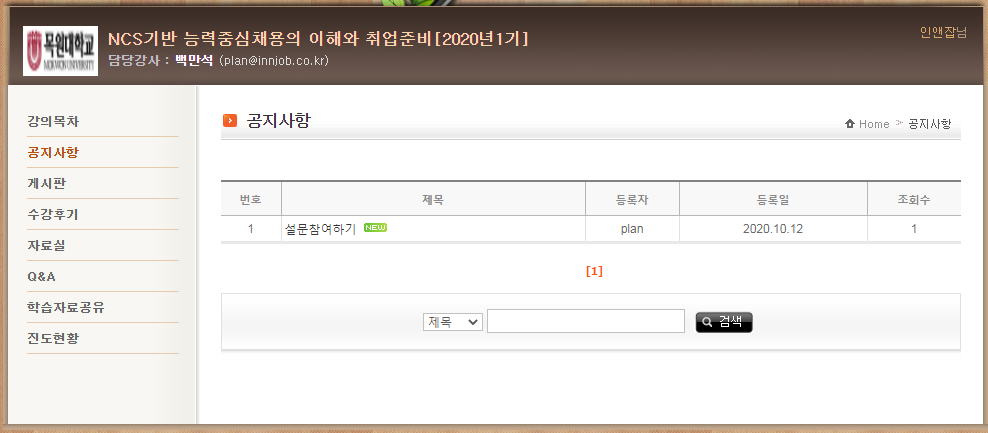 목원대학교
MOKWON UNIVERSITY
NCS기반 능력중심채용의 이해와 취업준비[2020년1기]
담당강사 : 백만석 (plan@innjob.co.kr)
인앤잡님
강의목차
공지사항
게시판
수강후기
자료실
Q&A
학습자료공유
진도현황
공지사항
Home > 공지사항
번호 제목 등록자 등록일 조회수
1 설문참여하기 NEW plan 2020.10.12 1
[1]
제목 검색